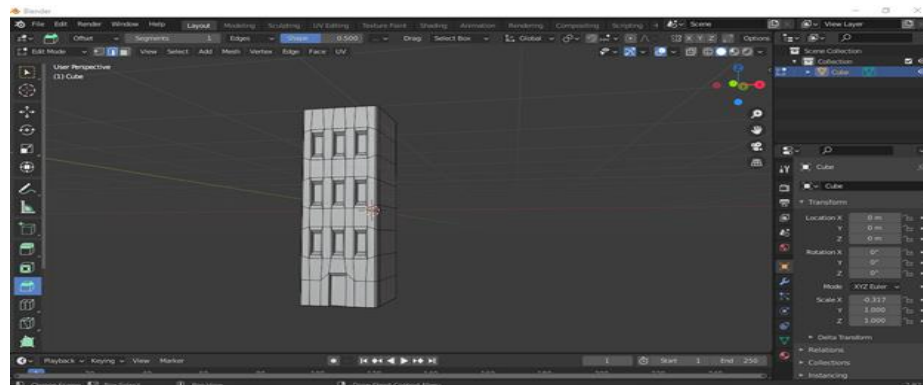 Blender
File Edit Render Window Help Layout Modeling Sculpting UV Editing Texture Paint Shading Animation Rendering Compositing Scripting Scene View Layer
Offset Segments 1 Edges Shape 0.500 Drag Select Box Global X Y Z Options
Edit Mode View Select Add Mesh Vertex Edge Face UV
User Perspective
(1) Cube
Scene Collection
Collection
Cube
Cube
Cube
Transform
Location X 0 m
Y 0 m
Z 0 m
Rotation X 0°
Y 0°
Z 0°
Mode XYZ Euler
Scale X -0.317
Y 1.000
Z 1.000
Delta Transform
Relations
Collections
Instancing
Playback Keying View Marker 1 Start 1 End 250